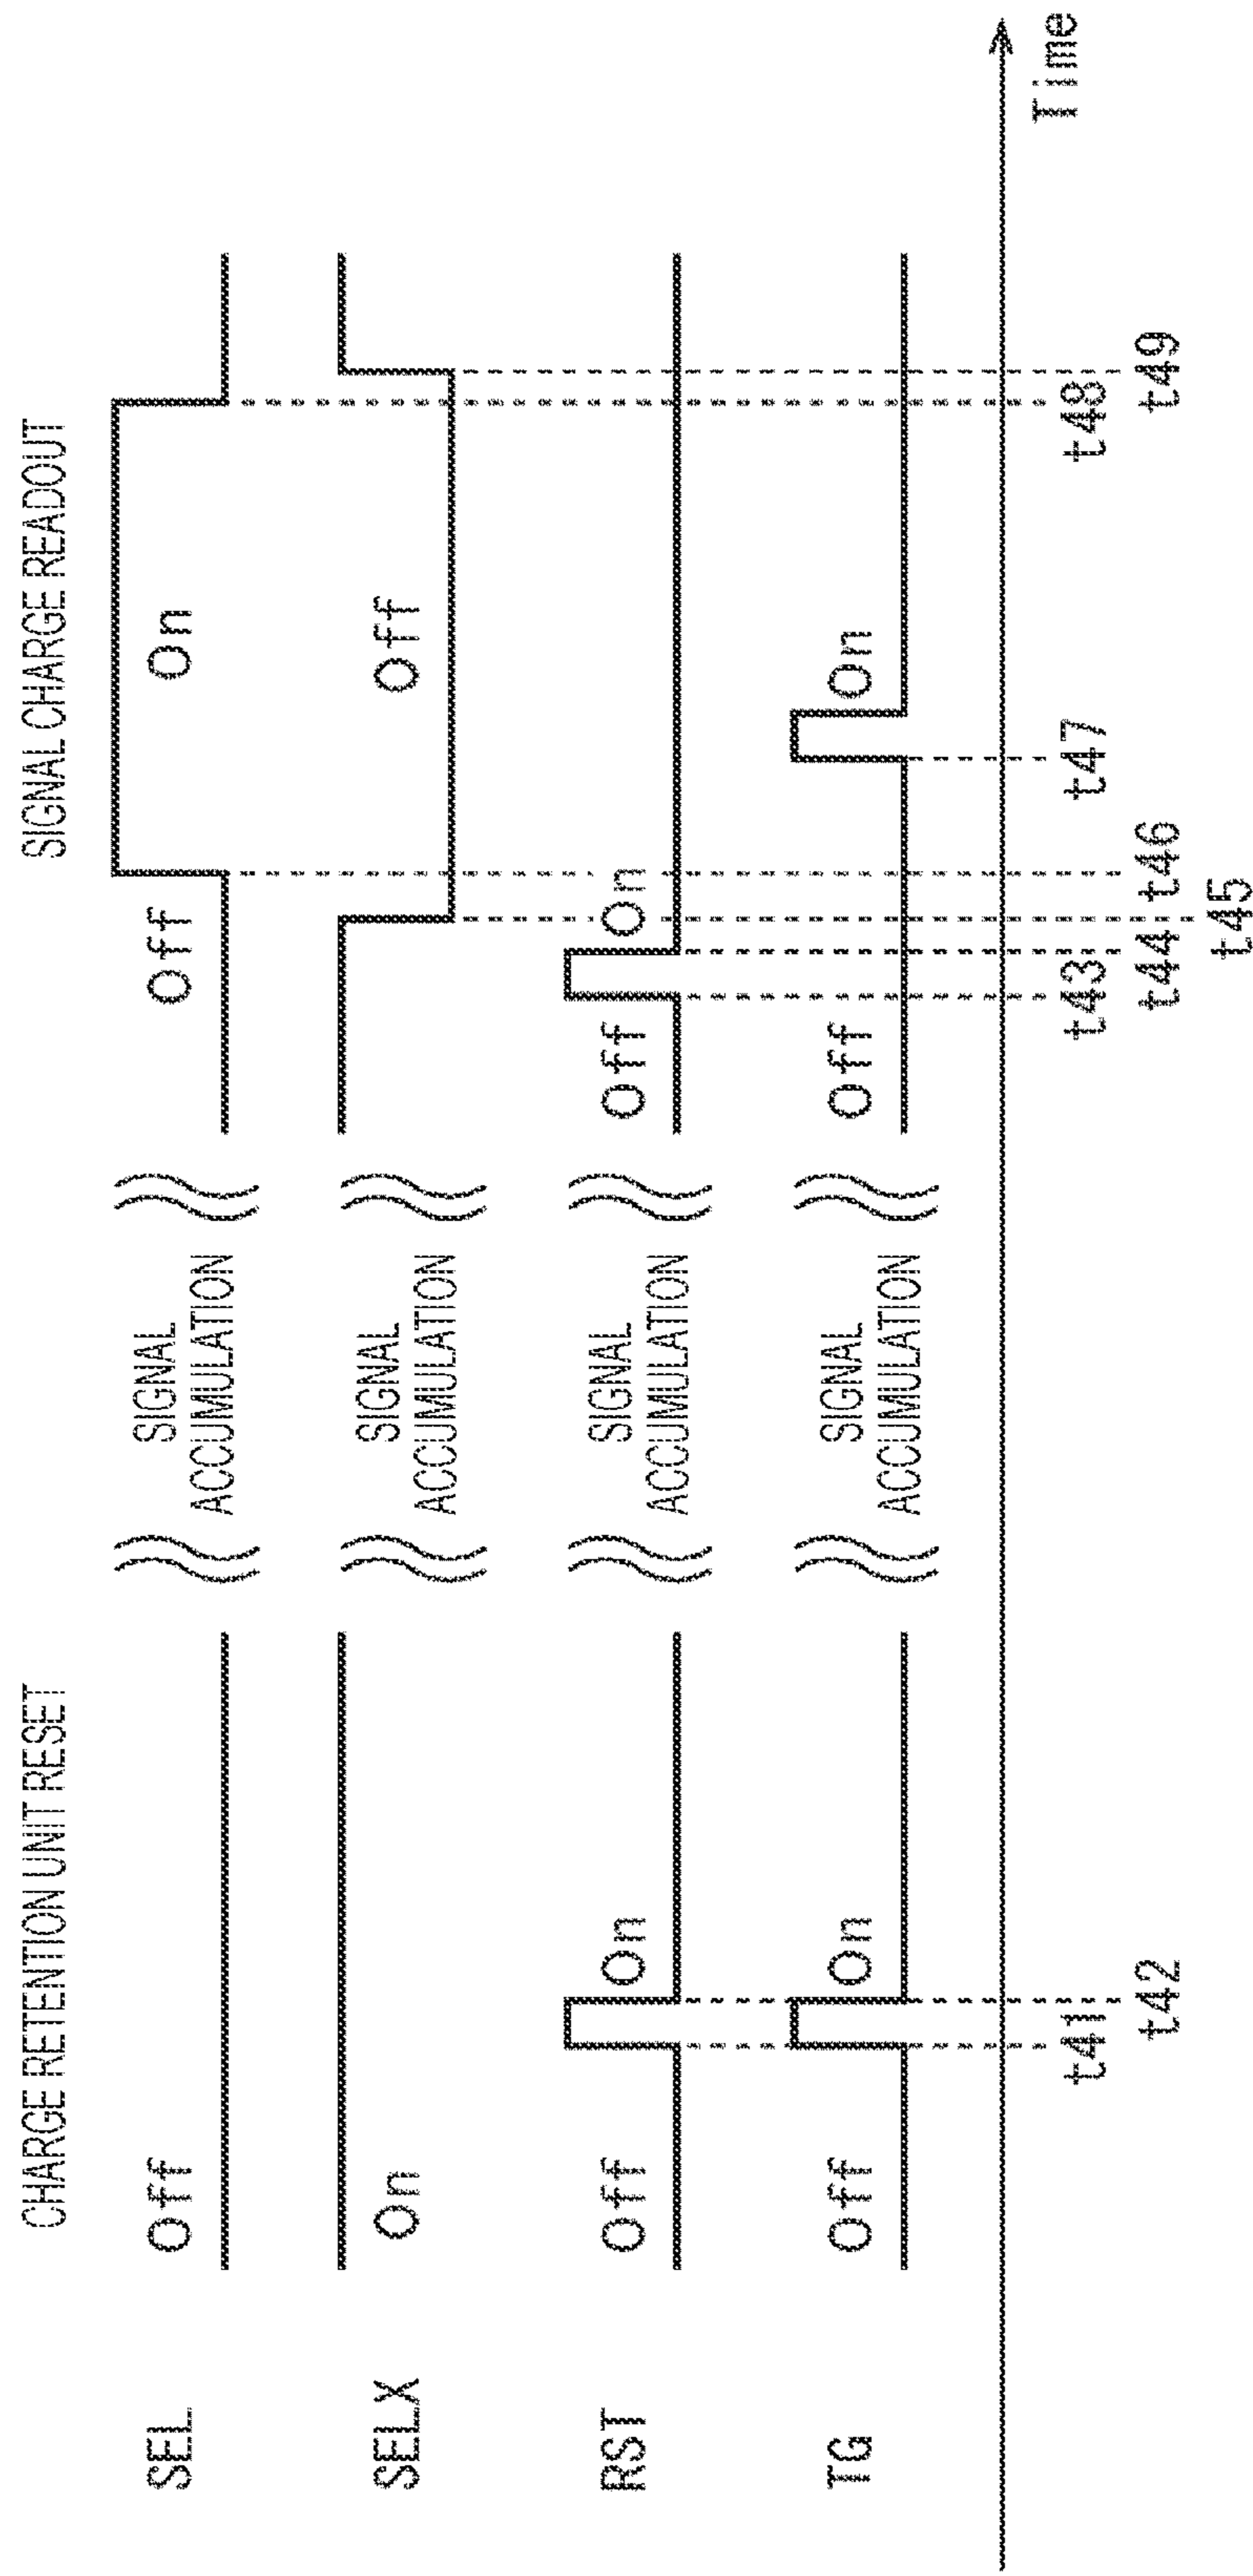 CHARGE RETENTION UNIT RESET
SIGNAL CHARGE READOUT
SEL
Off
SIGNAL
ACCUMULATION
Off
On
SELX
On
SIGNAL
ACCUMULATION
Off
RST
Off
On
SIGNAL
ACCUMULATION
Off
On
TG
Off
On
SIGNAL
ACCUMULATION
Off
On
Time
t41
t43
t47
t48
t42
t44
t46
t49
t45